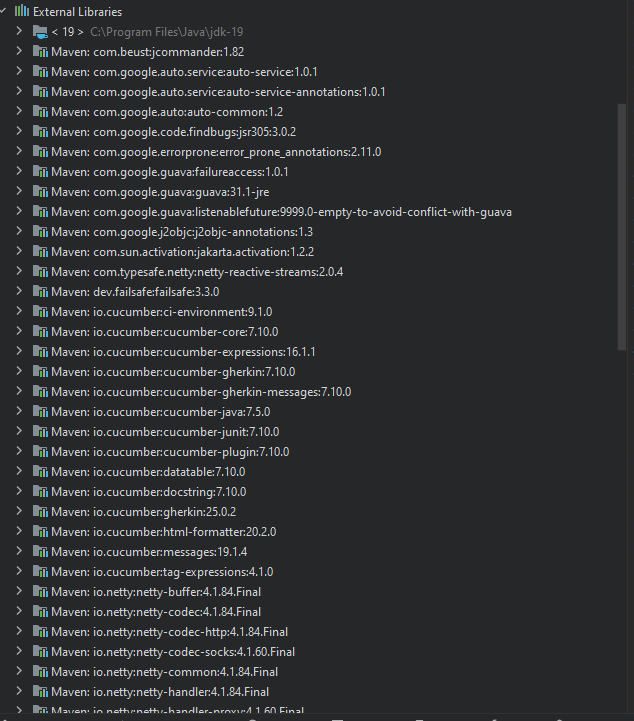 External Libraries
< 19 > C:\Program Files\Java\jdk-19
Maven: com.beust:jcommander:1.82
Maven: com.google.auto.service:auto-service:1.0.1
Maven: com.google.auto.service:auto-service-annotations:1.0.1
Maven: com.google.auto:auto-common:1.2
Maven: com.google.code.findbugs:jsr305:3.0.2
Maven: com.google.errorprone:error_prone_annotations:2.11.0
Maven: com.google.guava:failureaccess:1.0.1
Maven: com.google.guava:guava:31.1-jre
Maven: com.google.guava:listenablefuture:9999.0-empty-to-avoid-conflict-with-guava
Maven: com.google.j2objc:j2objc-annotations:1.3
Maven: com.sun.activation:jakarta.activation:1.2.2
Maven: com.typesafe.netty:netty-reactive-streams:2.0.4
Maven: dev.failsafe:failsafe:3.3.0
Maven: io.cucumber:ci-environment:9.1.0
Maven: io.cucumber:cucumber-core:7.10.0
Maven: io.cucumber:cucumber-expressions:16.1.1
Maven: io.cucumber:cucumber-gherkin:7.10.0
Maven: io.cucumber:cucumber-gherkin-messages:7.10.0
Maven: io.cucumber:cucumber-java:7.5.0
Maven: io.cucumber:cucumber-junit:7.10.0
Maven: io.cucumber:cucumber-plugin:7.10.0
Maven: io.cucumber:datatable:7.10.0
Maven: io.cucumber:docstring:7.10.0
Maven: io.cucumber:gherkin:25.0.2
Maven: io.cucumber:html-formatter:20.2.0
Maven: io.cucumber:messages:19.1.4
Maven: io.cucumber:tag-expressions:4.1.0
Maven: io.netty:netty-buffer:4.1.84.Final
Maven: io.netty:netty-codec:4.1.84.Final
Maven: io.netty:netty-codec-http:4.1.84.Final
Maven: io.netty:netty-codec-socks:4.1.60.Final
Maven: io.netty:netty-common:4.1.84.Final
Maven: io.netty:netty-handler:4.1.84.Final
Maven: io.netty:netty-handler-proxy:4.1.60.Final